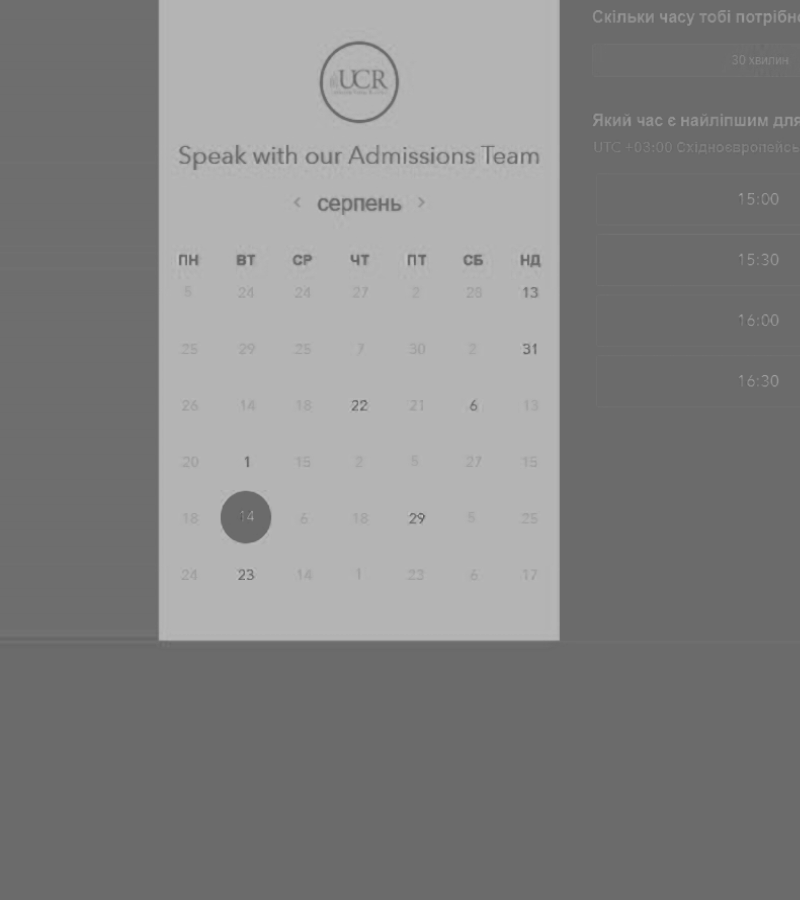 UCR
Speak with our Admissions Team
серпень
ПН ВТ СР ЧТ ПТ СБ НД
5 24 24 27 2 28 13
25 29 25 7 30 2 31
26 14 18 22 21 6 13
20 1 15 2 5 27 15
18 14 6 18 29 5 25
24 23 14 1 23 6 17
Скільки часу тобі потрібно
30 хвилин
Який час є найліпшим для
UTC +03:00 Східноєвропейсь
15:00
15:30
16:00
16:30